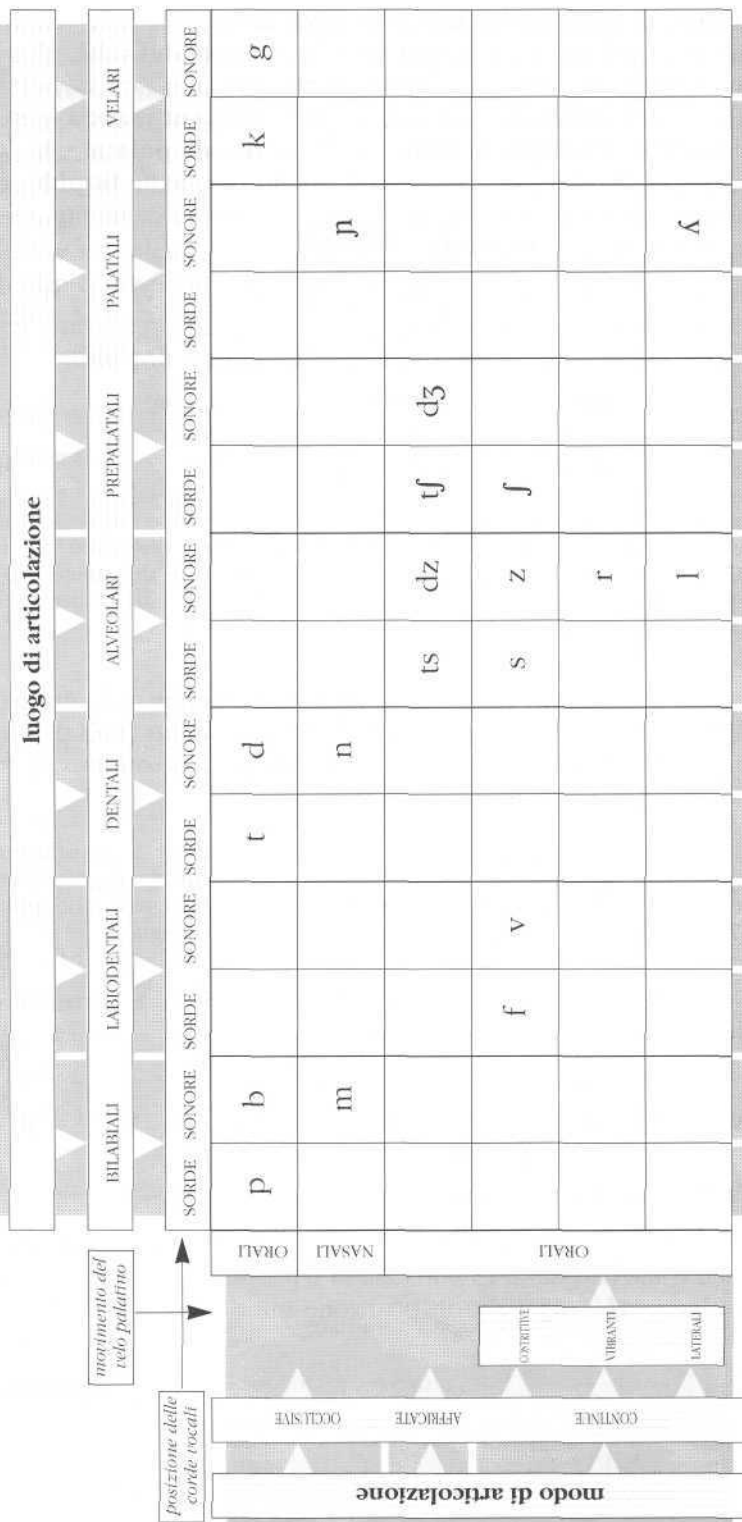 luogo di articolazione
BILABIALI LABIODENTALI DENTALI ALVEOLARI PREPALATALI PALATALI VELARI
SORDE SONORE SORDE SONORE SORDE SONORE SORDE SONORE SORDE SONORE SORDE SONORE SORDE SONORE
movimento del
velo palatino
posizione delle
corde vocali
modo di articolazione
OCCLUSIVE
ORALI p b t d k g
NASALI m n ɲ
AFFRICATE
ORALI
ts dz tʃ dʒ
CONTINUE
COSTRITTIVE f v s z ʃ
VIBRANTI r
LATERALI l ʎ